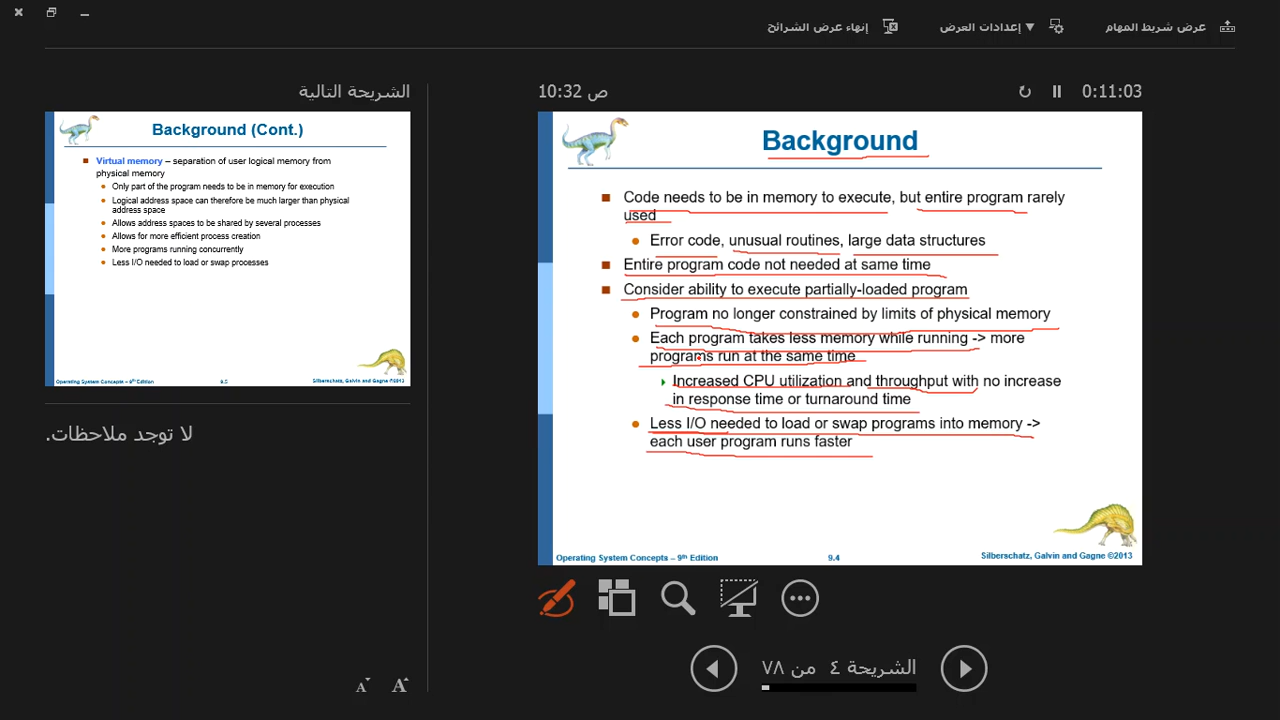 عرض شريط المهام
إعدادات العرض ▼
إنهاء عرض الشرائح
0:11:03
10:32 ص
Background
Code needs to be in memory to execute, but entire program rarely
used
Error code, unusual routines, large data structures
Entire program code not needed at same time
Consider ability to execute partially-loaded program
Program no longer constrained by limits of physical memory
Each program takes less memory while running -> more
programs run at the same time
Increased CPU utilization and throughput with no increase
in response time or turnaround time
Less I/O needed to load or swap programs into memory ->
each user program runs faster
Operating System Concepts – 9th Edition
9.4
Silberschatz, Galvin and Gagne ©2013
الشريحة ٤ من ٧٨
الشريحة التالية
Background (Cont.)
Virtual memory – separation of user logical memory from
physical memory
Only part of the program needs to be in memory for execution
Logical address space can therefore be much larger than physical
address space
Allows address spaces to be shared by several processes
Allows for more efficient process creation
More programs running concurrently
Less I/O needed to load or swap processes
Operating System Concepts – 9th Edition
9.5
Silberschatz, Galvin and Gagne ©2013
لا توجد ملاحظات.
A A